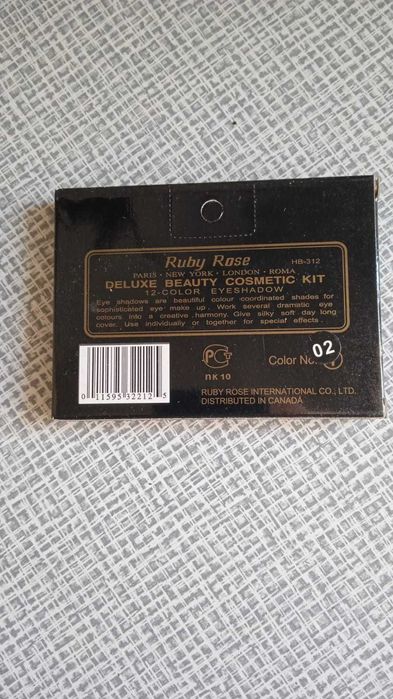 Ruby Rose
HB-312
PARIS · NEW YORK · LONDON · ROMA
DELUXE BEAUTY COSMETIC KIT
12-COLOR EYESHADOW
Eye shadows are beautiful colour coordinated shades for
sophisticated eye make up. Work several dramatic eye
colours into a creative harmony. Give silky soft day long
cover. Use individually or together for special effects.
0 11595 32212 5
РСТ
ПК 10
Color No.
02
RUBY ROSE INTERNATIONAL CO., LTD.
DISTRIBUTED IN CANADA